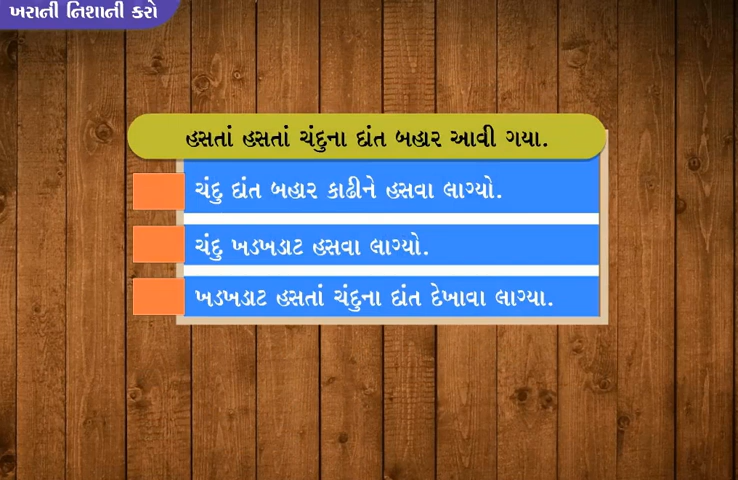 ખરાની નિશાની કરો
હસતાં હસતાં ચંદુના દાંત બહાર આવી ગયા.
ચંદુ દાંત બહાર કાઢીને હસવા લાગ્યો.
ચંદુ ખડખડાટ હસવા લાગ્યો.
ખડખડાટ હસતાં ચંદુના દાંત દેખાવા લાગ્યા.